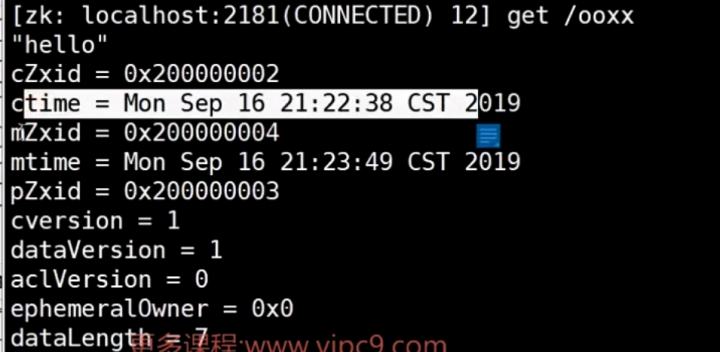 [zk: localhost:2181(CONNECTED) 12] get /ooxx
"hello"
cZxid = 0x200000002
ctime = Mon Sep 16 21:22:38 CST 2019
mZxid = 0x200000004
mtime = Mon Sep 16 21:23:49 CST 2019
pZxid = 0x200000003
cversion = 1
dataVersion = 1
aclVersion = 0
ephemeralOwner = 0x0
dataLength = 7
更多课程:www.yipc9.com